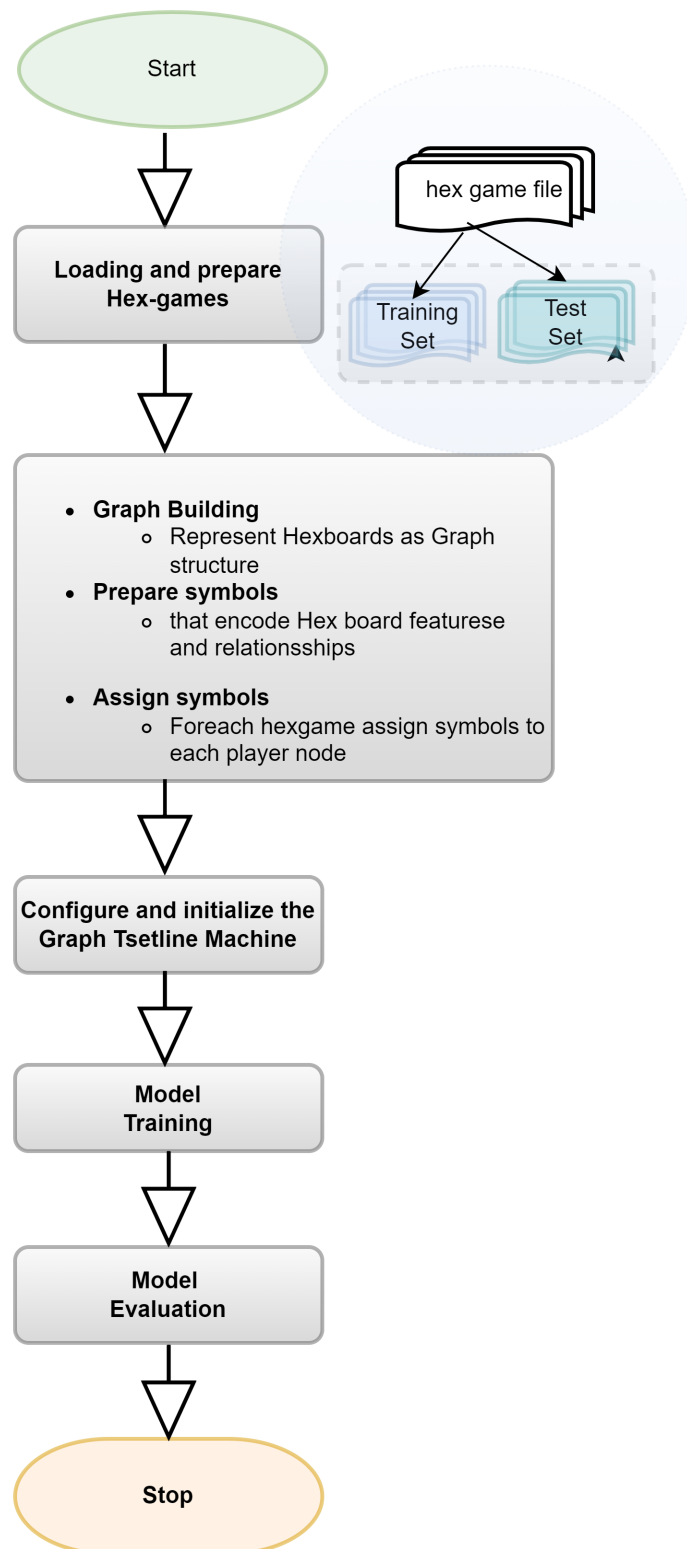 Start
hex game file
Training
Set
Test
Set
Loading and prepare
Hex-games
Graph Building
Represent Hexboards as Graph
structure
Prepare symbols
that encode Hex board featurese
and relationsships
Assign symbols
Foreach hexgame assign symbols to
each player node
Configure and initialize the
Graph Tsetline Machine
Model
Training
Model
Evaluation
Stop